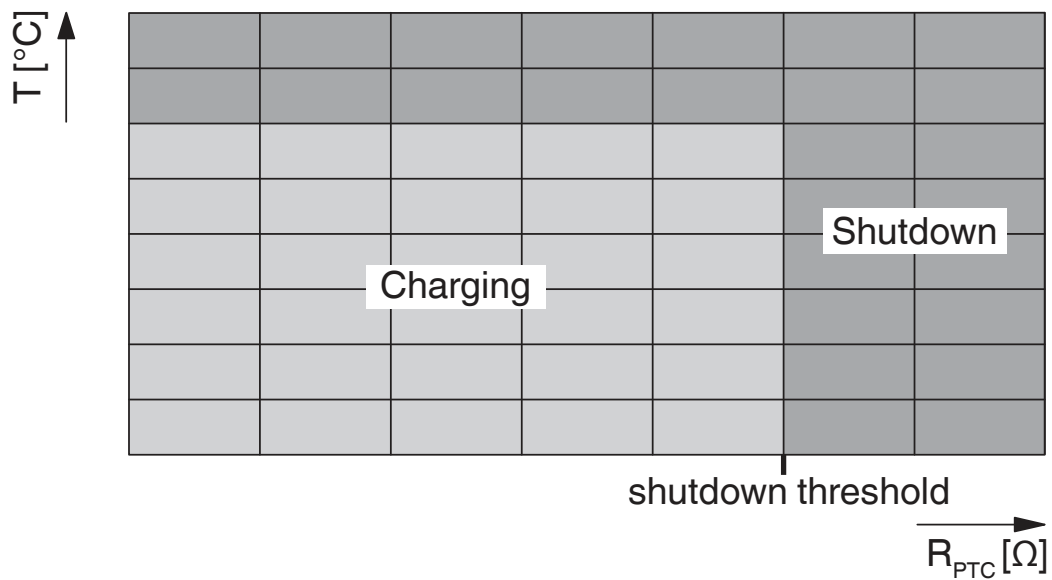 T [°C]
Shutdown
Charging
shutdown threshold
R_PTC [Ω]